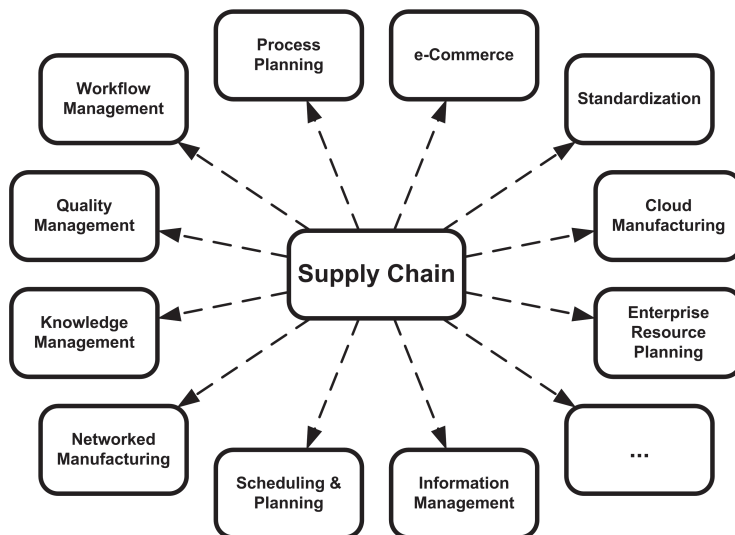 Process
Planning
e-Commerce
Workflow
Management
Standardization
Quality
Management
Cloud
Manufacturing
Supply Chain
Knowledge
Management
Enterprise
Resource
Planning
Networked
Manufacturing
Scheduling &
Planning
Information
Management
...